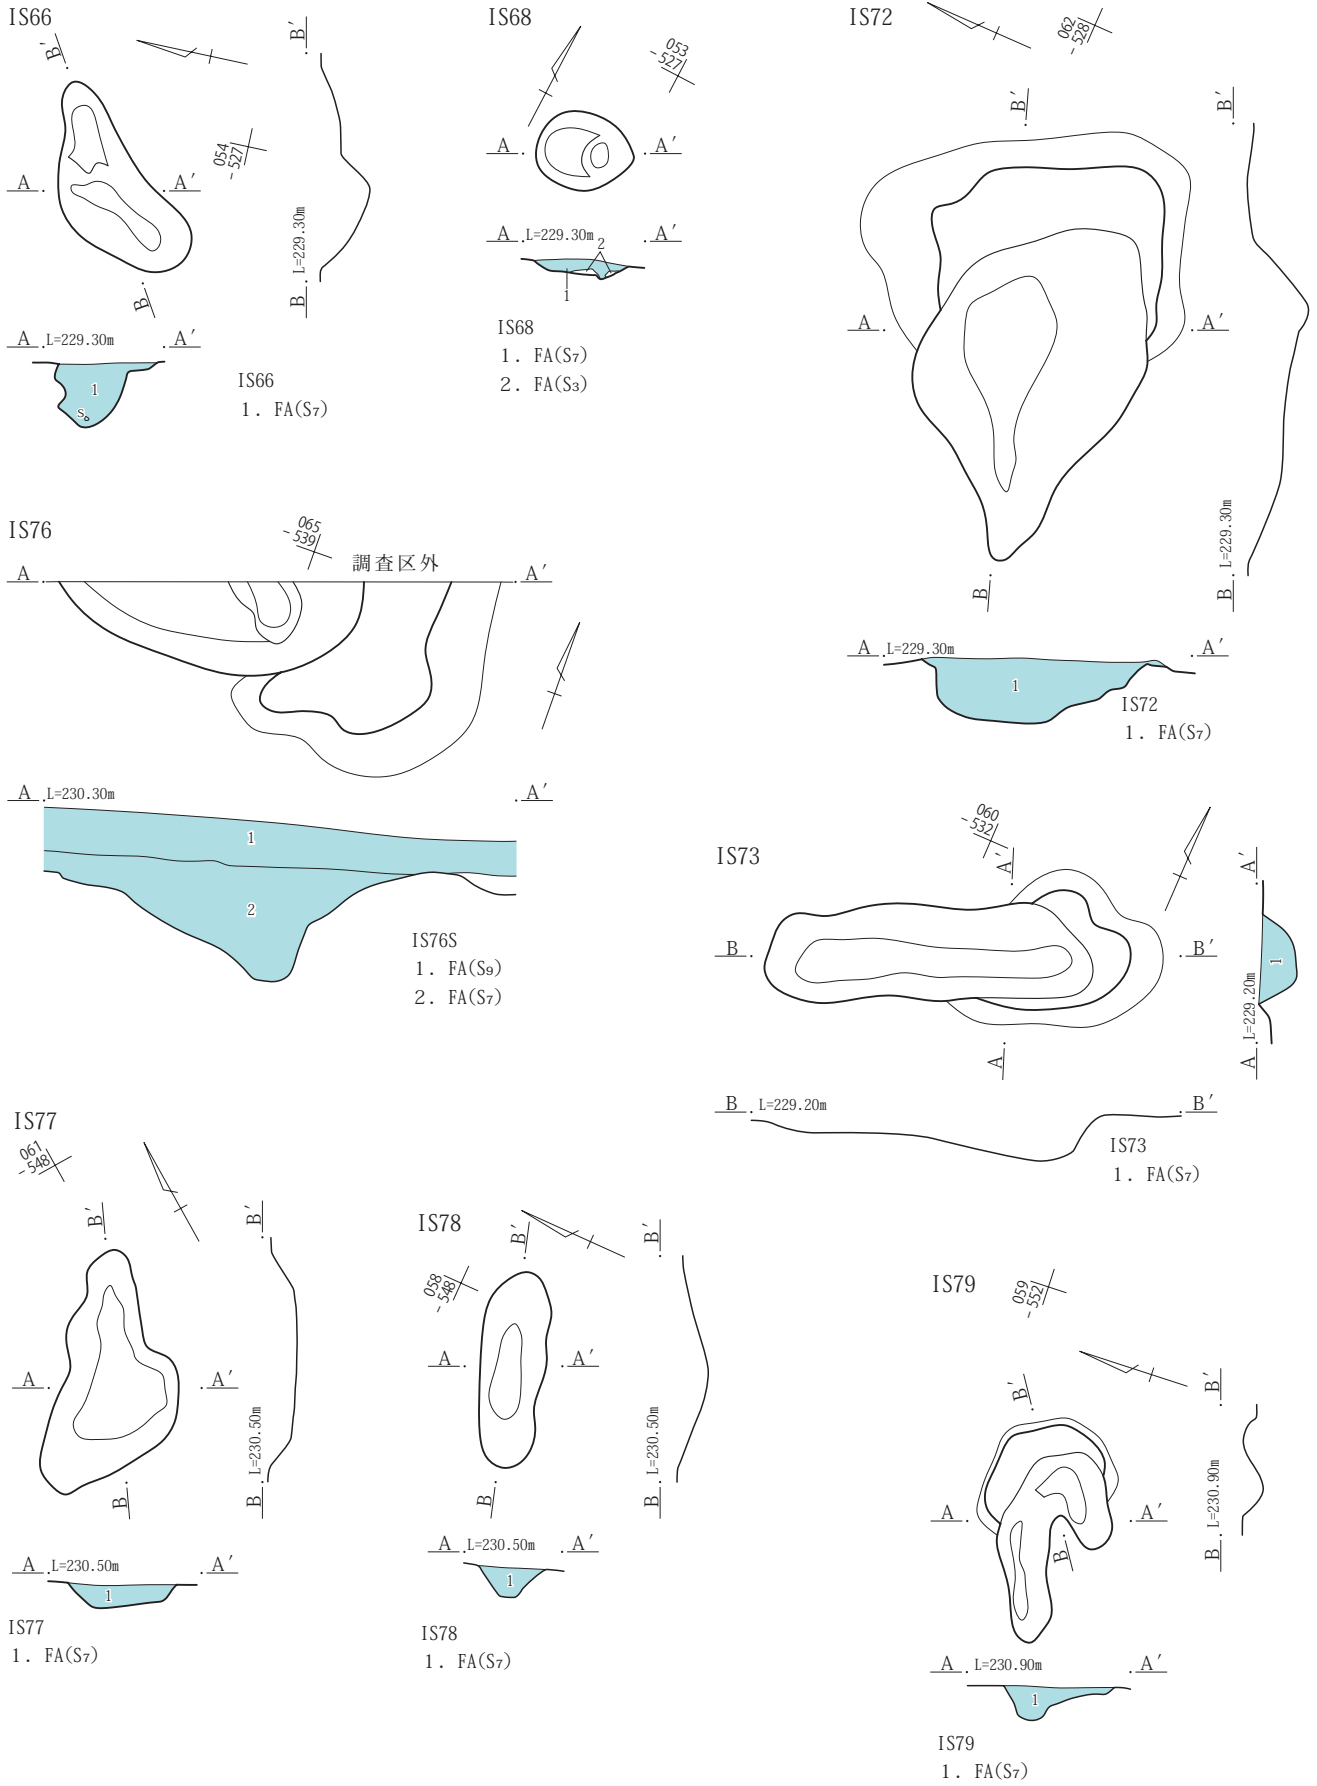 IS66
B'
B'
054
-527
A
A'
B
B
L=229.30m
A
L=229.30m
A'
1
S
IS66
1. FA(S7)
IS68
053
-527
A
A'
A
L=229.30m
2
A'
1
IS68
1. FA(S7)
2. FA(S3)
IS72
062
-528
B'
B'
A
A'
B
B
L=229.30m
A
L=229.30m
A'
1
IS72
1. FA(S7)
IS76
065
-539
調査区外
A
A'
A
L=230.30m
A'
1
2
IS76S
1. FA(S9)
2. FA(S7)
IS73
060
-532
A'
A'
B
B'
1
A
A
L=229.20m
B
L=229.20m
B'
IS73
1. FA(S7)
IS77
061
-548
B'
B'
A
A'
B
B
L=230.50m
A
L=230.50m
A'
1
IS77
1. FA(S7)
IS78
058
-548
B'
B'
A
A'
B
B
L=230.50m
A
L=230.50m
A'
1
IS78
1. FA(S7)
IS79
059
-552
B'
B'
A
A'
B
B
L=230.90m
A
L=230.90m
A'
1
IS79
1. FA(S7)